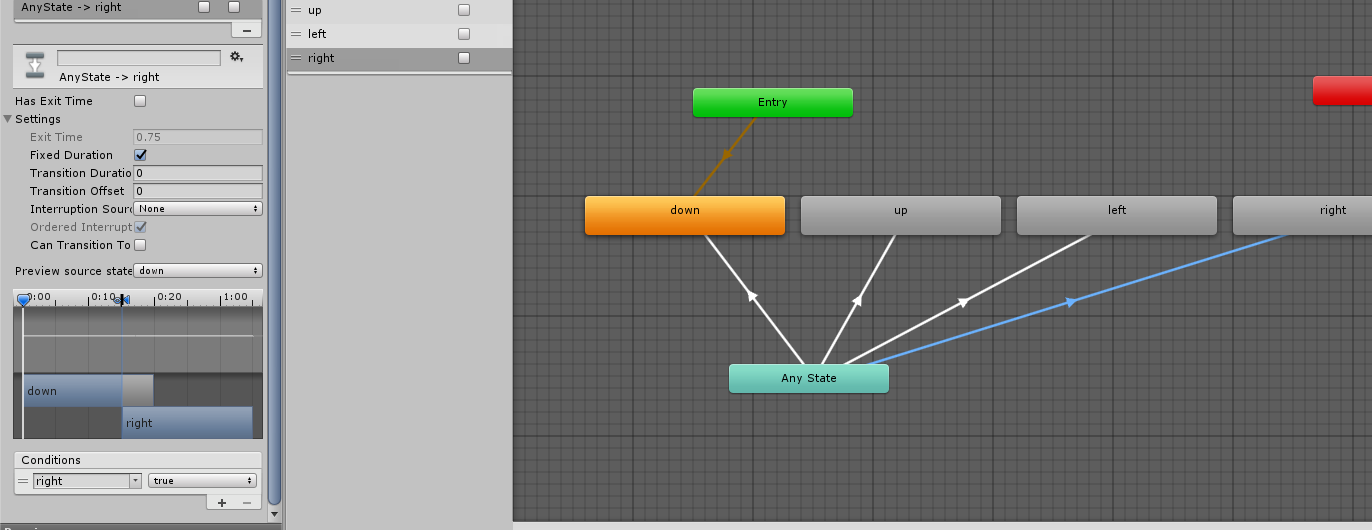 AnyState -> right
AnyState -> right
Has Exit Time
Settings
Exit Time 0.75
Fixed Duration
Transition Duratio 0
Transition Offset 0
Interruption Sour None
Ordered Interrupt
Can Transition To
Preview source state down
0:00 0:10 0:20 1:00
down
right
Conditions
right true
up
left
right
Entry
down up left right
Any State